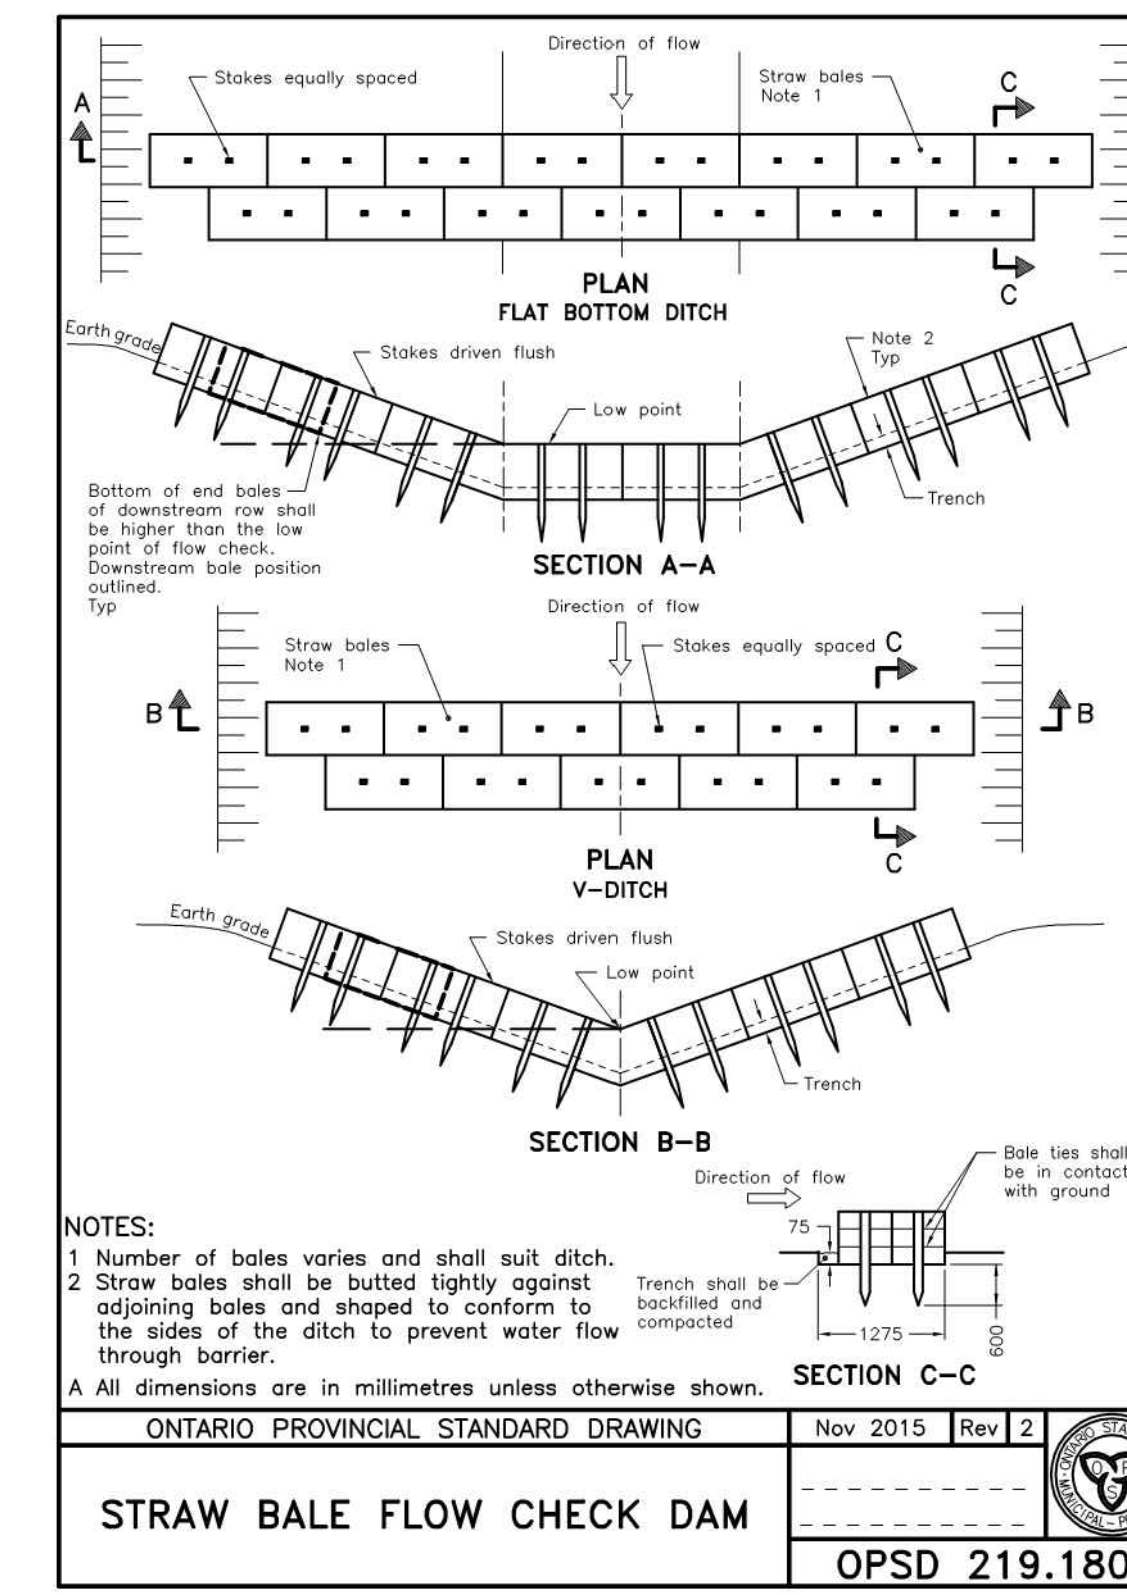 Direction of flow
Stakes equally spaced
Straw bales
Note 1
C
A
C
PLAN
FLAT BOTTOM DITCH
Earth grade
Stakes driven flush
Note 2
Typ
Low point
Trench
Bottom of end bales
of downstream row shall
be higher than the low
point of flow check.
Downstream bale position
outlined.
Typ
SECTION A-A
Direction of flow
Straw bales
Note 1
Stakes equally spaced
C
B
B
C
PLAN
V-DITCH
Earth grade
Stakes driven flush
Low point
Trench
SECTION B-B
Direction of flow
Bale ties shall
be in contact
with ground
75
Trench shall be
backfilled and
compacted
1275
600
SECTION C-C
NOTES:
1 Number of bales varies and shall suit ditch.
2 Straw bales shall be butted tightly against
adjoining bales and shaped to conform to
the sides of the ditch to prevent water flow
through barrier.
A All dimensions are in millimetres unless otherwise shown.
ONTARIO PROVINCIAL STANDARD DRAWING
Nov 2015
Rev 2
STRAW BALE FLOW CHECK DAM
ONTARIO
MUNICIPAL
O
S
OPSD 219.180